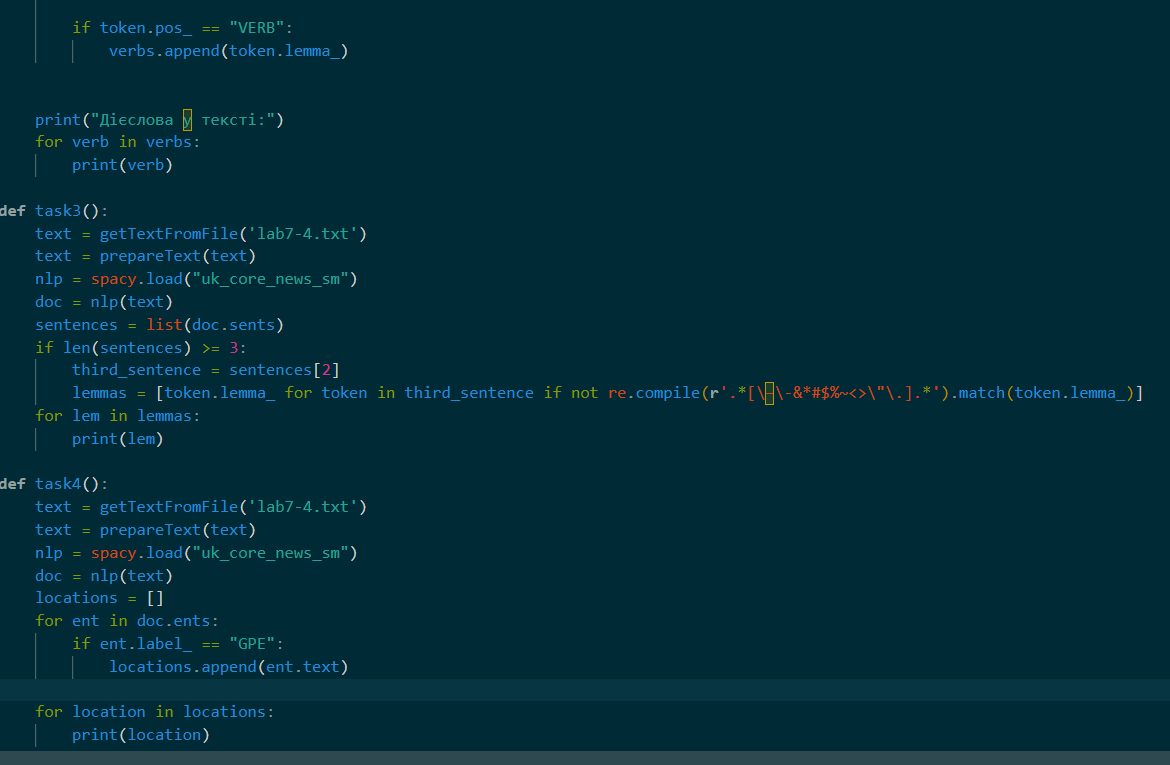 if token.pos_ == "VERB":
verbs.append(token.lemma_)
print("Дієслова у тексті:")
for verb in verbs:
print(verb)
def task3():
text = getTextFromFile('lab7-4.txt')
text = prepareText(text)
nlp = spacy.load("uk_core_news_sm")
doc = nlp(text)
sentences = list(doc.sents)
if len(sentences) >= 3:
third_sentence = sentences[2]
lemmas = [token.lemma_ for token in third_sentence if not re.compile(r'.*[\–\-&*#$%~<>\"\.].*').match(token.lemma_)]
for lem in lemmas:
print(lem)
def task4():
text = getTextFromFile('lab7-4.txt')
text = prepareText(text)
nlp = spacy.load("uk_core_news_sm")
doc = nlp(text)
locations = []
for ent in doc.ents:
if ent.label_ == "GPE":
locations.append(ent.text)
for location in locations:
print(location)